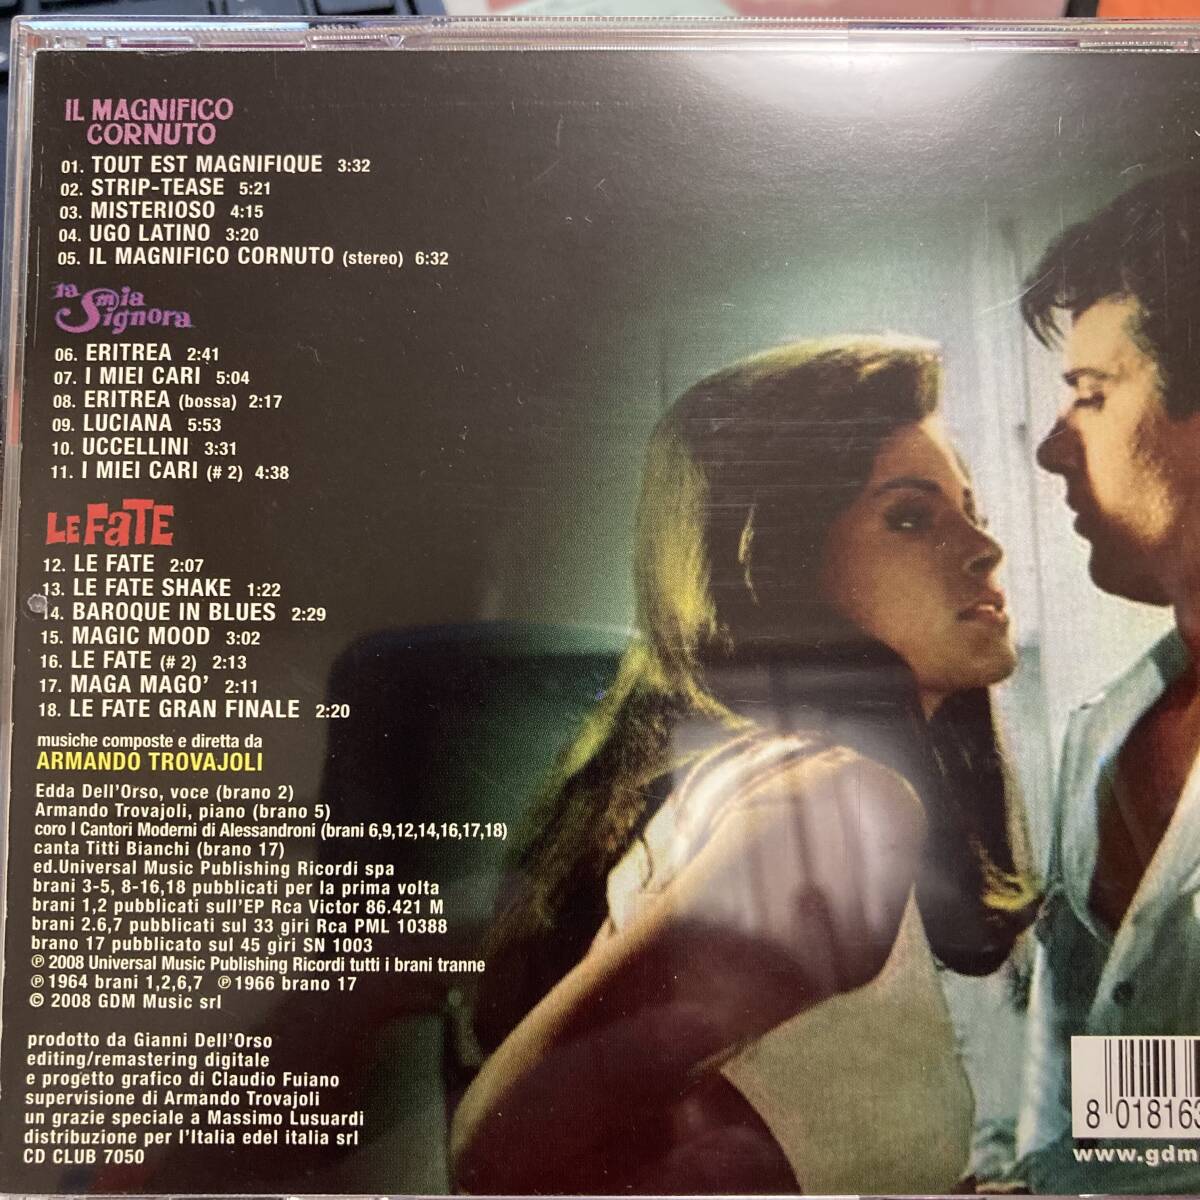 IL MAGNIFICO
CORNUTO
01. TOUT EST MAGNIFIQUE 3:32
02. STRIP-TEASE 5:21
03. MISTERIOSO 4:15
04. UGO LATINO 3:20
05. IL MAGNIFICO CORNUTO (stereo) 6:32
la mia
Signora
06. ERITREA 2:41
07. I MIEI CARI 5:04
08. ERITREA (bossa) 2:17
09. LUCIANA 5:53
10. UCCELLINI 3:31
11. I MIEI CARI (# 2) 4:38
LE FaTE
12. LE FATE 2:07
13. LE FATE SHAKE 1:22
14. BAROQUE IN BLUES 2:29
15. MAGIC MOOD 3:02
16. LE FATE (# 2) 2:13
17. MAGA MAGO' 2:11
18. LE FATE GRAN FINALE 2:20
musiche composte e diretta da
ARMANDO TROVAJOLI
Edda Dell'Orso, voce (brano 2)
Armando Trovajoli, piano (brano 5)
coro I Cantori Moderni di Alessandroni (brani 6,9,12,14,16,17,18)
canta Titti Bianchi (brano 17)
ed.Universal Music Publishing Ricordi spa
brani 3-5, 8-16,18 pubblicati per la prima volta
brani 1,2 pubblicati sull'EP Rca Victor 86.421 M
brani 2.6,7 pubblicati su 33 giri Rca PML 10388
brano 17 pubblicato sul 45 giri SN 1003
℗ 2008 Universal Music Publishing Ricordi tutti i brani tranne
℗ 1964 brani 1,2,6,7 ℗ 1966 brano 17
© 2008 GDM Music srl
prodotto da Gianni Dell'Orso
editing/remastering digitale
e progetto grafico di Claudio Fuiano
supervisione di Armando Trovajoli
un grazie speciale a Massimo Lusuardi
distribuzione per l'Italia edel italia srl
CD CLUB 7050
8 018163
www.gdm